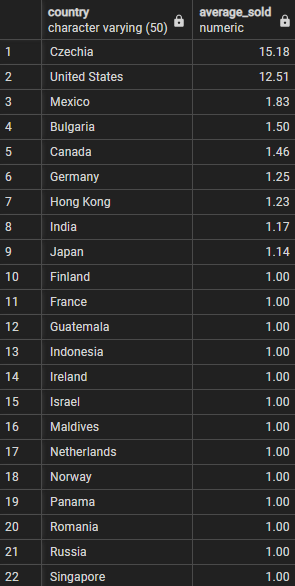 country average_sold
character varying (50) numeric
1 Czechia 15.18
2 United States 12.51
3 Mexico 1.83
4 Bulgaria 1.50
5 Canada 1.46
6 Germany 1.25
7 Hong Kong 1.23
8 India 1.17
9 Japan 1.14
10 Finland 1.00
11 France 1.00
12 Guatemala 1.00
13 Indonesia 1.00
14 Ireland 1.00
15 Israel 1.00
16 Maldives 1.00
17 Netherlands 1.00
18 Norway 1.00
19 Panama 1.00
20 Romania 1.00
21 Russia 1.00
22 Singapore 1.00